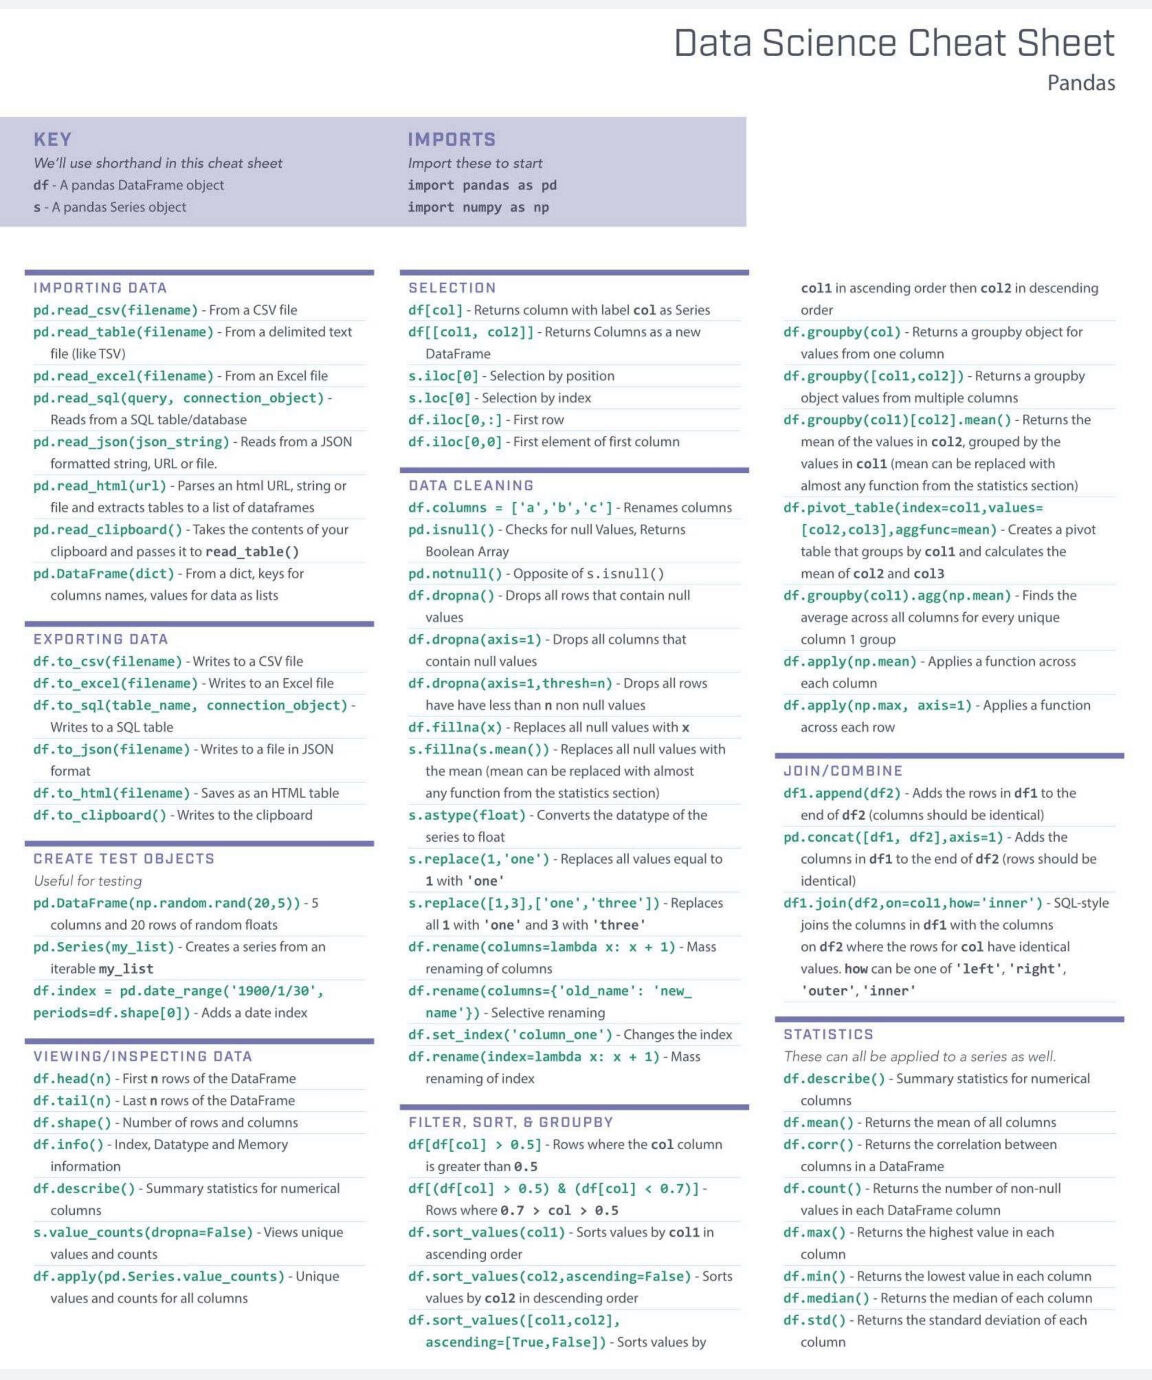 Data Science Cheat Sheet
Pandas
KEY
We'll use shorthand in this cheat sheet
df - A pandas DataFrame object
s - A pandas Series object
IMPORTS
Import these to start
import pandas as pd
import numpy as np
IMPORTING DATA
pd.read_csv(filename) - From a CSV file
pd.read_table(filename) - From a delimited text
file (like TSV)
pd.read_excel(filename) - From an Excel file
pd.read_sql(query, connection_object) -
Reads from a SQL table/database
pd.read_json(json_string) - Reads from a JSON
formatted string, URL or file.
pd.read_html(url) - Parses an html URL, string or
file and extracts tables to a list of dataframes
pd.read_clipboard() - Takes the contents of your
clipboard and passes it to read_table()
pd.DataFrame(dict) - From a dict, keys for
columns names, values for data as lists
EXPORTING DATA
df.to_csv(filename) - Writes to a CSV file
df.to_excel(filename) - Writes to an Excel file
df.to_sql(table_name, connection_object) -
Writes to a SQL table
df.to_json(filename) - Writes to a file in JSON
format
df.to_html(filename) - Saves as an HTML table
df.to_clipboard() - Writes to the clipboard
CREATE TEST OBJECTS
Useful for testing
pd.DataFrame(np.random.rand(20,5)) - 5
columns and 20 rows of random floats
pd.Series(my_list) - Creates a series from an
iterable my_list
df.index = pd.date_range('1900/1/30',
periods=df.shape[0]) - Adds a date index
VIEWING/INSPECTING DATA
df.head(n) - First n rows of the DataFrame
df.tail(n) - Last n rows of the DataFrame
df.shape() - Number of rows and columns
df.info() - Index, Datatype and Memory
information
df.describe() - Summary statistics for numerical
columns
s.value_counts(dropna=False) - Views unique
values and counts
df.apply(pd.Series.value_counts) - Unique
values and counts for all columns
SELECTION
df[col] - Returns column with label col as Series
df[[col1, col2]] - Returns Columns as a new
DataFrame
s.iloc[0] - Selection by position
s.loc[0] - Selection by index
df.iloc[0,:] - First row
df.iloc[0,0] - First element of first column
DATA CLEANING
df.columns = ['a','b','c'] - Renames columns
pd.isnull() - Checks for null Values, Returns
Boolean Array
pd.notnull() - Opposite of s.isnull()
df.dropna() - Drops all rows that contain null
values
df.dropna(axis=1) - Drops all columns that
contain null values
df.dropna(axis=1,thresh=n) - Drops all rows
have have less than n non null values
df.fillna(x) - Replaces all null values with x
s.fillna(s.mean()) - Replaces all null values with
the mean (mean can be replaced with almost
any function from the statistics section)
s.astype(float) - Converts the datatype of the
series to float
s.replace(1,'one') - Replaces all values equal to
1 with 'one'
s.replace([1,3],['one','three']) - Replaces
all 1 with 'one' and 3 with 'three'
df.rename(columns=lambda x: x + 1) - Mass
renaming of columns
df.rename(columns={'old_name': 'new_
name'}) - Selective renaming
df.set_index('column_one') - Changes the index
df.rename(index=lambda x: x + 1) - Mass
renaming of index
FILTER, SORT, & GROUPBY
df[df[col] > 0.5] - Rows where the col column
is greater than 0.5
df[(df[col] > 0.5) & (df[col] < 0.7)] -
Rows where 0.7 > col > 0.5
df.sort_values(col1) - Sorts values by col1 in
ascending order
df.sort_values(col2,ascending=False) - Sorts
values by col2 in descending order
df.sort_values([col1,col2],
ascending=[True,False]) - Sorts values by
col1 in ascending order then col2 in descending
order
df.groupby(col) - Returns a groupby object for
values from one column
df.groupby([col1,col2]) - Returns a groupby
object values from multiple columns
df.groupby(col1)[col2].mean() - Returns the
mean of the values in col2, grouped by the
values in col1 (mean can be replaced with
almost any function from the statistics section)
df.pivot_table(index=col1,values=
[col2,col3],aggfunc=mean) - Creates a pivot
table that groups by col1 and calculates the
mean of col2 and col3
df.groupby(col1).agg(np.mean) - Finds the
average across all columns for every unique
column 1 group
df.apply(np.mean) - Applies a function across
each column
df.apply(np.max, axis=1) - Applies a function
across each row
JOIN/COMBINE
df1.append(df2) - Adds the rows in df1 to the
end of df2 (columns should be identical)
pd.concat([df1, df2],axis=1) - Adds the
columns in df1 to the end of df2 (rows should be
identical)
df1.join(df2,on=col1,how='inner') - SQL-style
joins the columns in df1 with the columns
on df2 where the rows for col have identical
values. how can be one of 'left', 'right',
'outer', 'inner'
STATISTICS
These can all be applied to a series as well.
df.describe() - Summary statistics for numerical
columns
df.mean() - Returns the mean of all columns
df.corr() - Returns the correlation between
columns in a DataFrame
df.count() - Returns the number of non-null
values in each DataFrame column
df.max() - Returns the highest value in each
column
df.min() - Returns the lowest value in each column
df.median() - Returns the median of each column
df.std() - Returns the standard deviation of each
column